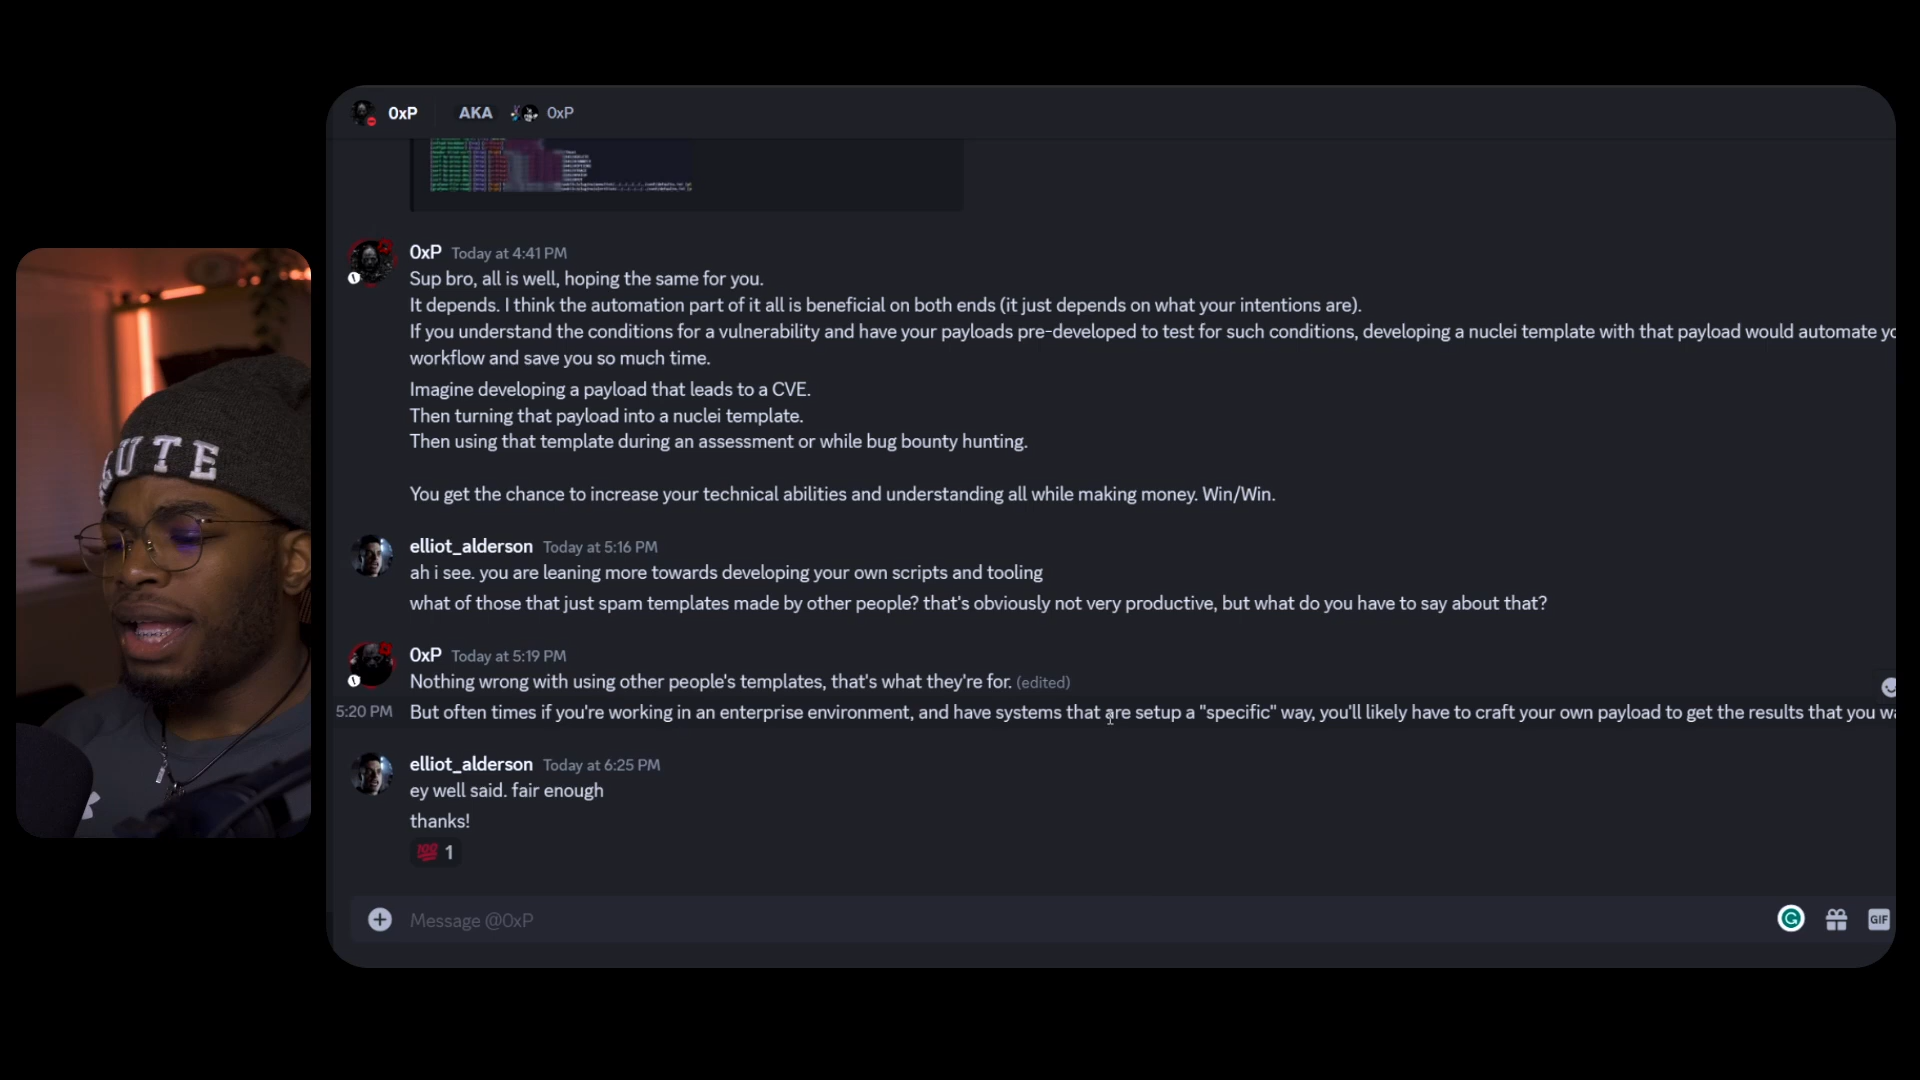 0xP AKA 0xP
0xP Today at 4:41 PM
Sup bro, all is well, hoping the same for you.
It depends. I think the automation part of it all is beneficial on both ends (it just depends on what your intentions are).
If you understand the conditions for a vulnerability and have your payloads pre-developed to test for such conditions, developing a nuclei template with that payload would automate yo
workflow and save you so much time.
Imagine developing a payload that leads to a CVE.
Then turning that payload into a nuclei template.
Then using that template during an assessment or while bug bounty hunting.
You get the chance to increase your technical abilities and understanding all while making money. Win/Win.
UTE
elliot_alderson Today at 5:16 PM
ah i see. you are leaning more towards developing your own scripts and tooling
what of those that just spam templates made by other people? that's obviously not very productive, but what do you have to say about that?
0xP Today at 5:19 PM
Nothing wrong with using other people's templates, that's what they're for. (edited)
5:20 PM But often times if you're working in an enterprise environment, and have systems that are setup a "specific" way, you'll likely have to craft your own payload to get the results that you wa
elliot_alderson Today at 6:25 PM
ey well said. fair enough
thanks!
💯 1
Message @0xP
GIF